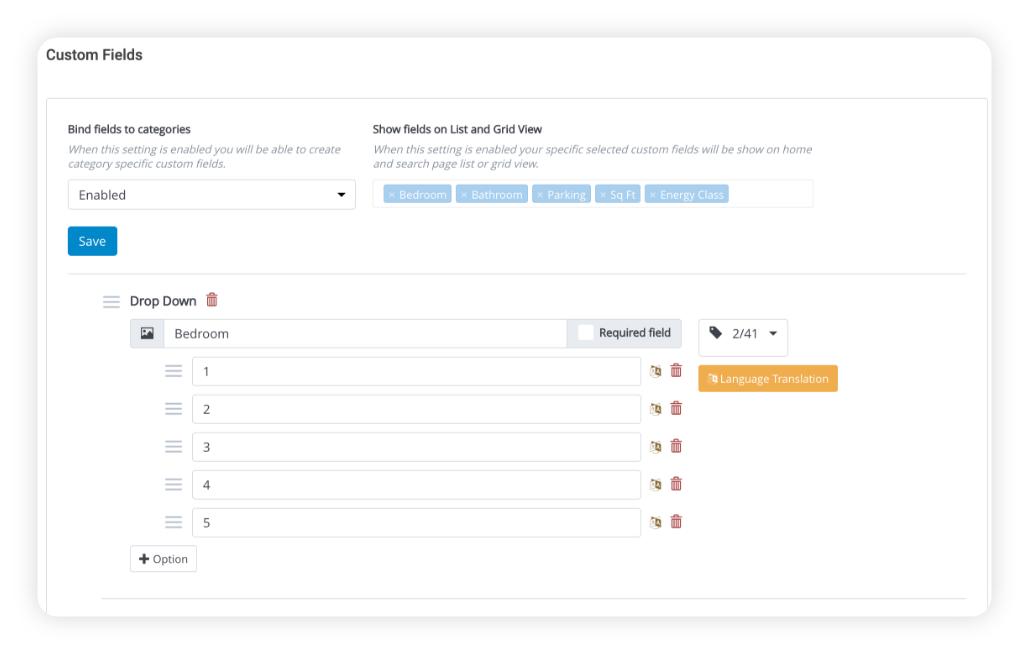 Custom Fields
Bind fields to categories
When this setting is enabled you will be able to create
category specific custom fields.
Enabled
Show fields on List and Grid View
When this setting is enabled your specific selected custom fields will be show on home
and search page list or grid view.
× Bedroom × Bathroom × Parking × Sq Ft × Energy Class
Save
Drop Down
Bedroom Required field 2/41
1
Language Translation
2
3
4
5
+ Option